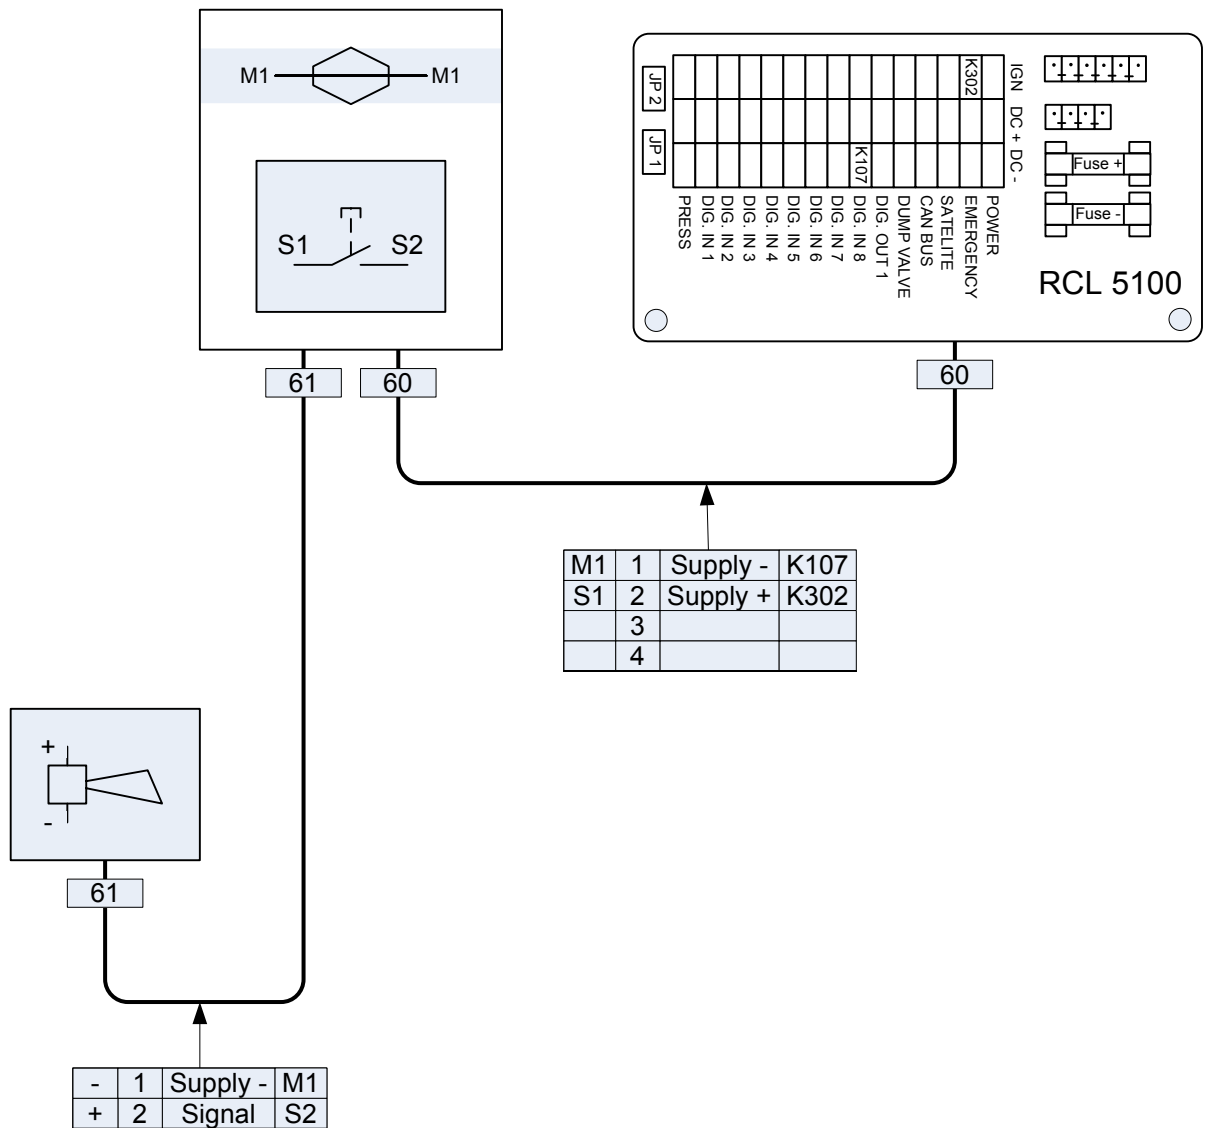 M1 M1
S1 S2
61
60
JP 2
JP 1
K302
K107
IGN
DC +
DC -
PRESS
DIG. IN 1
DIG. IN 2
DIG. IN 3
DIG. IN 4
DIG. IN 5
DIG. IN 6
DIG. IN 7
DIG. IN 8
DIG. OUT 1
DUMP VALVE
CAN BUS
SATELITE
EMERGENCY
POWER
Fuse +
Fuse -
RCL 5100
60
M1 1 Supply - K107
S1 2 Supply + K302
3
4
+
-
61
- 1 Supply - M1
+ 2 Signal S2